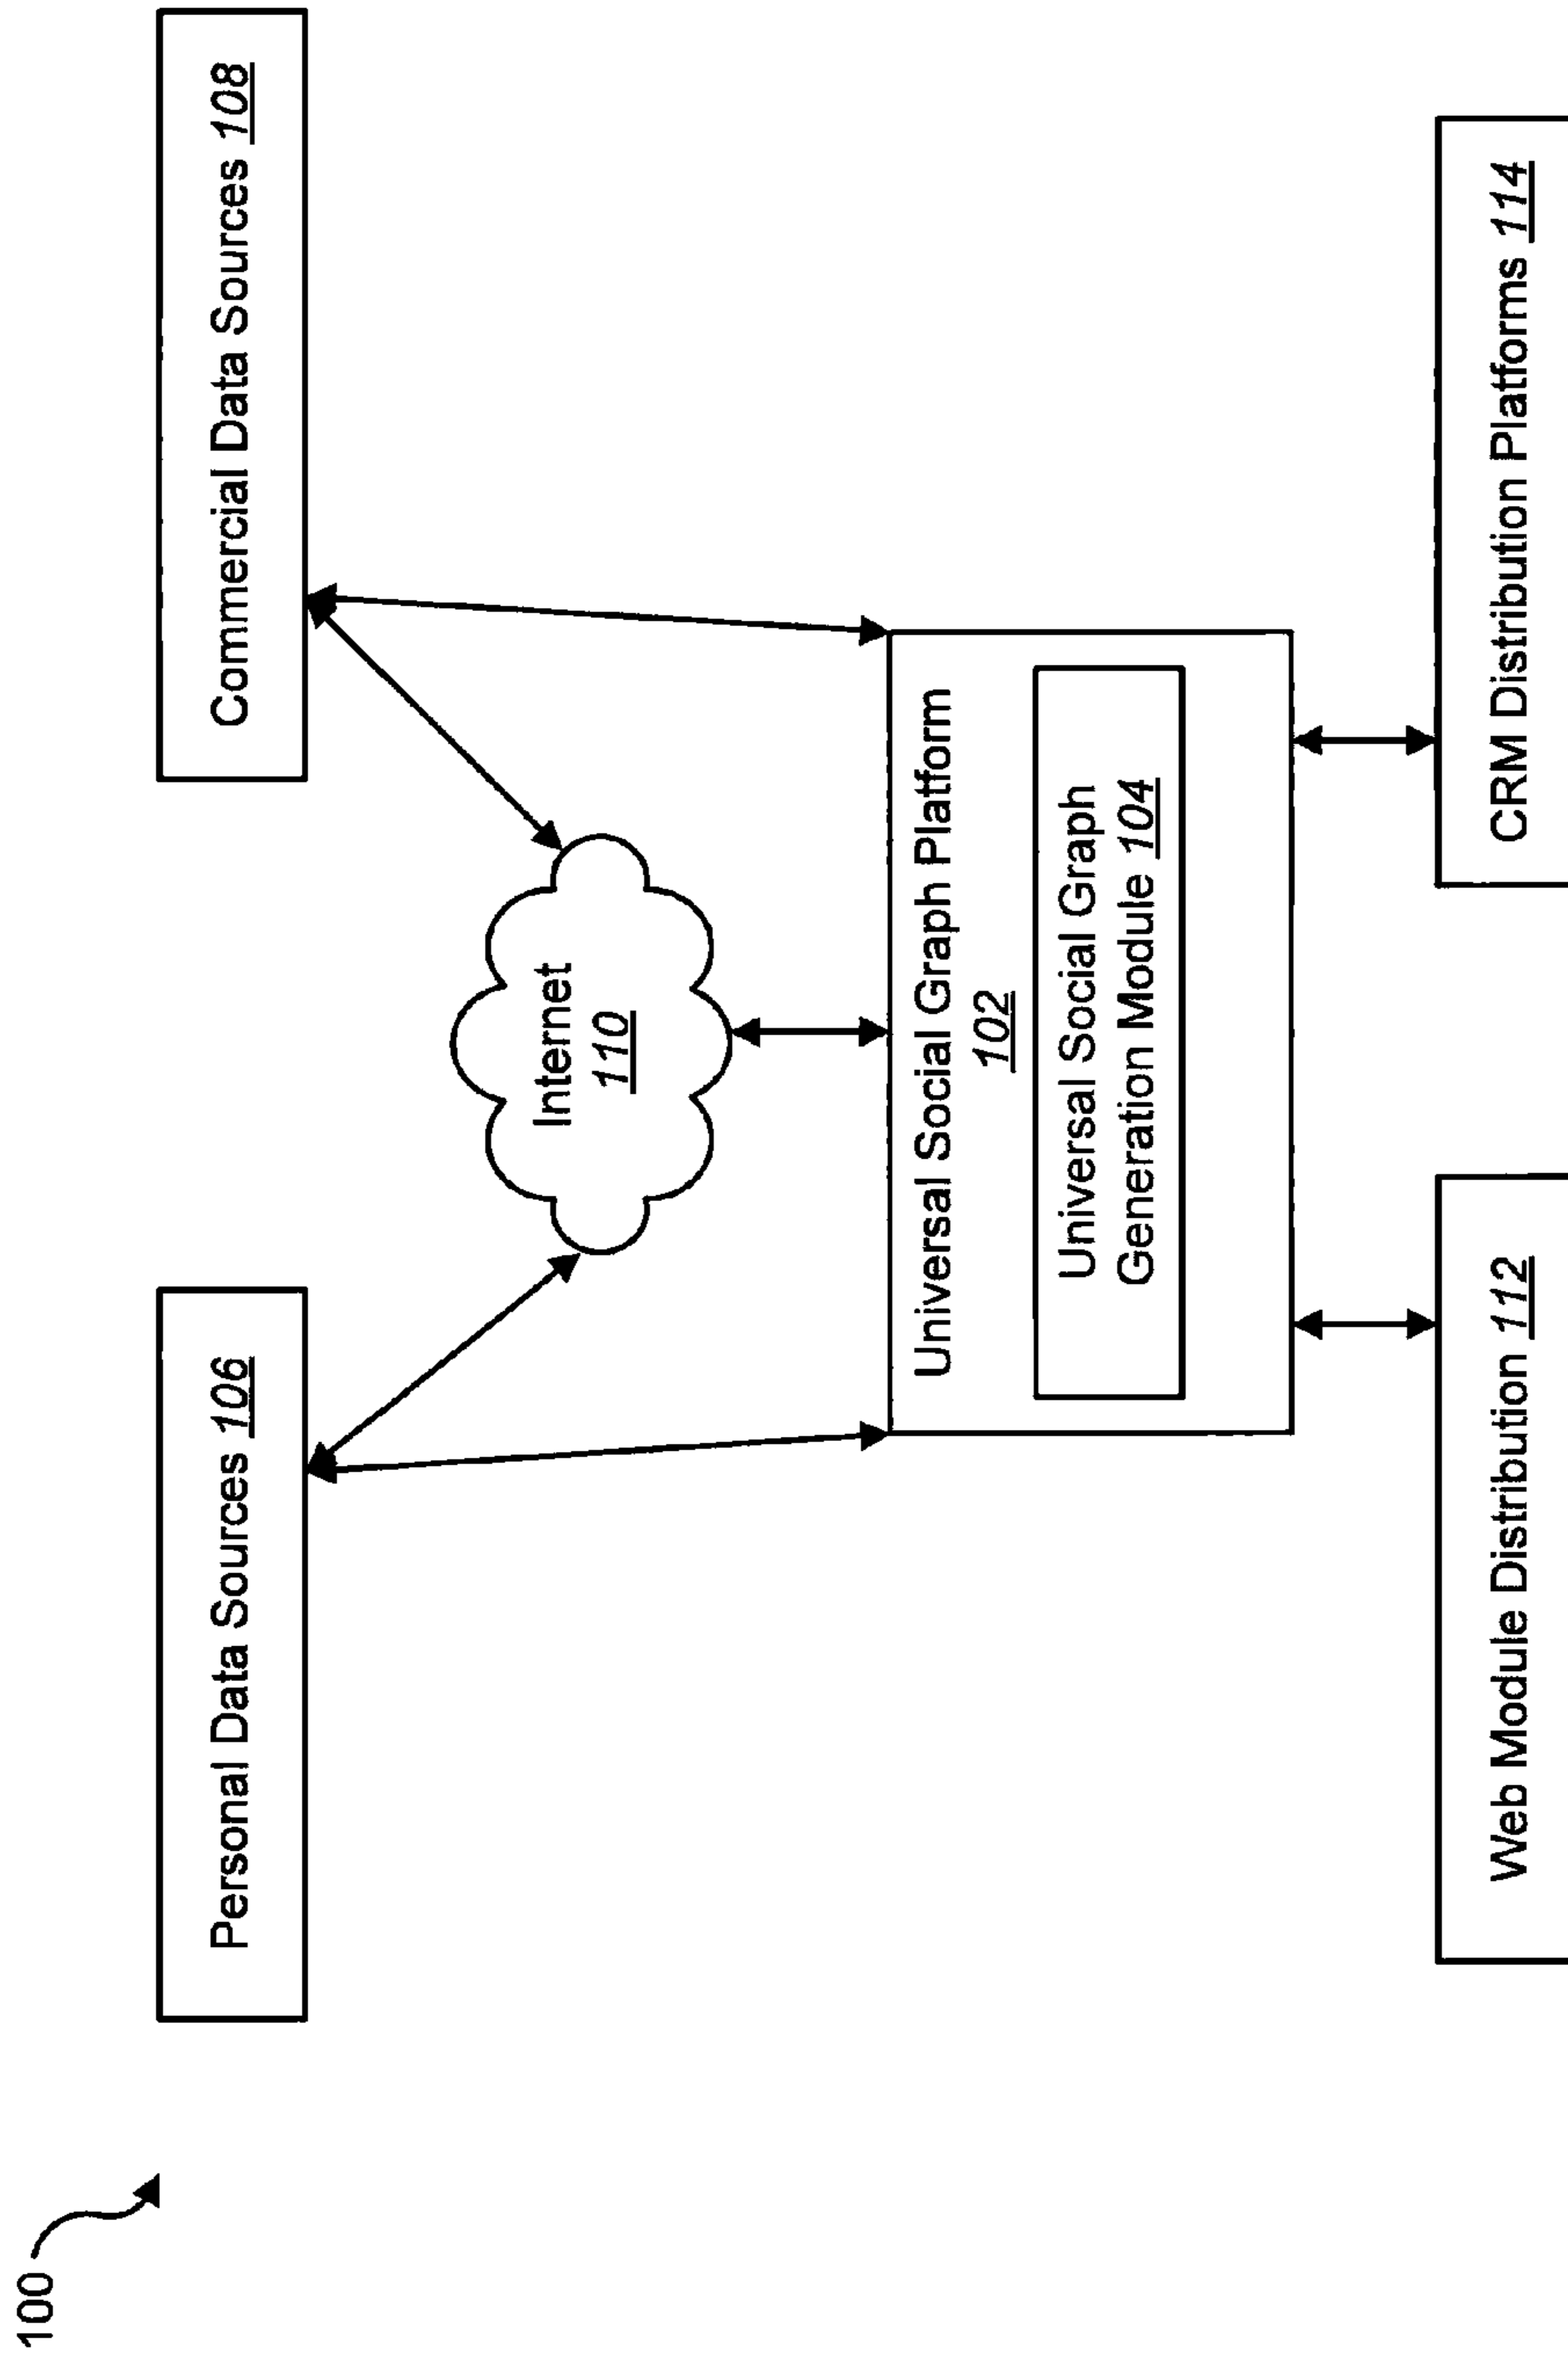 100
Personal Data Sources 106
Commercial Data Sources 108
Internet
110
Universal Social Graph Platform
102
Universal Social Graph
Generation Module 104
Web Module Distribution 112
CRM Distribution Platforms 114